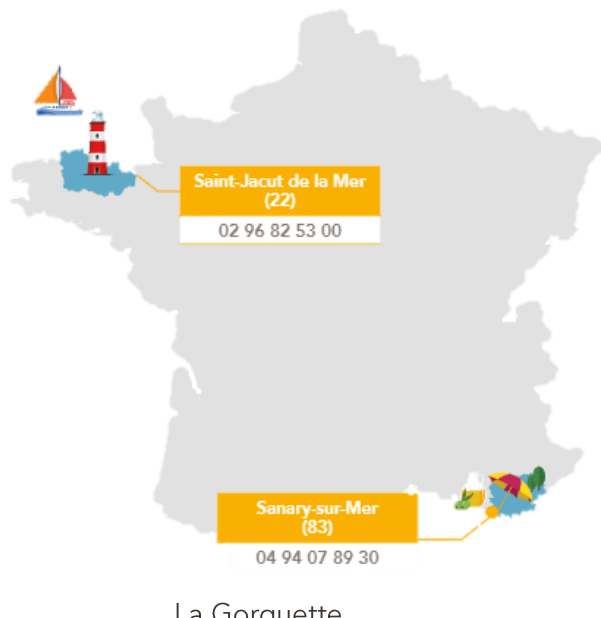 Saint-Jacut de la Mer
(22)
02 96 82 53 00
Sanary-sur-Mer
(83)
04 94 07 89 30
La Gorguette